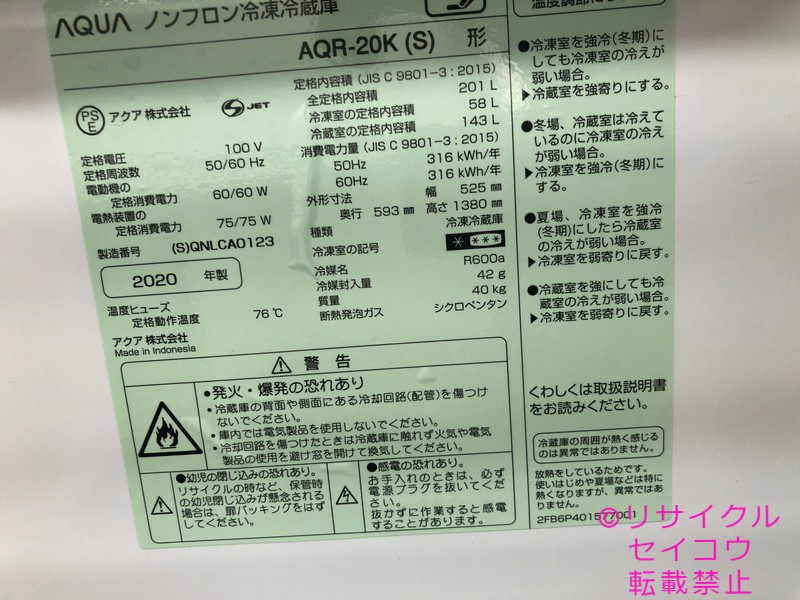 AQUA ノンフロン冷凍冷蔵庫
AQR-20K (S) 形
PS
E
アクア 株式会社
S JET
定格電圧 100 V
定格周波数 50/60 Hz
電動機の
定格消費電力 60/60 W
電熱装置の
定格消費電力 75/75 W
製造番号 (S)QNLCA0123
2020 年製
温度ヒューズ
定格動作温度 76 ℃
アクア 株式会社
Made in Indonesia
定格内容積 (JIS C 9801-3 : 2015)
全定格内容積 201 L
冷凍室の定格内容積 58 L
冷蔵室の定格内容積 143 L
消費電力量 (JIS C 9801-3 : 2015)
50Hz 316 kWh/年
60Hz 316 kWh/年
外形寸法 幅 525 ㎜
奥行 593 ㎜ 高さ 1380 ㎜
種類 冷凍冷蔵庫
冷凍室の記号 * ***
冷媒名 R600a
冷媒封入量 42 g
質量 40 kg
断熱発泡ガス シクロペンタン
⚠ 警告
•発火・爆発の恐れあり
•冷蔵庫の背面や側面にある冷却回路(配管)を傷つけ
ないでください。
•庫内では電気製品を使用しないでください。
•冷却回路を傷つけたときは冷蔵庫に触れず火気や電気
製品の使用を避け窓を開けて換気してください。
●幼児の閉じ込みの恐れあり。
リサイクルの時など、保管時
の幼児閉じ込みが懸念される
場合は、扉パッキングをはず
してください。
●感電の恐れあり。
お手入れのときは、必ず
電源プラグを抜いてくだ
さい。
抜かずに作業すると感電
することがあります。
●冷凍室を強冷(冬期)に
しても冷凍室の冷えが
弱い場合。
▶冷蔵室を強寄りにする。
●冬場、冷蔵室は冷えて
いるのに冷凍室の冷え
が弱い場合。
▶冷凍室を強冷(冬期)に
する。
●夏場、冷凍室を強冷
(冬期)にしたら冷蔵室
の冷えが弱い場合。
▶冷凍室を弱寄りに戻す。
●冷蔵室を強にしても冷
蔵室の冷えが弱い場合。
▶冷凍室を弱寄りに戻す。
くわしくは取扱説明書
をお読みください。
冷蔵庫の周囲が熱く感じる
のは異常ではありません。
放熱をしているためです。
使いはじめや夏場などは特に
熱くなりますが、異常ではあ
りません。
2FB6P401577001
©リサイクル
セイコウ
転載禁止